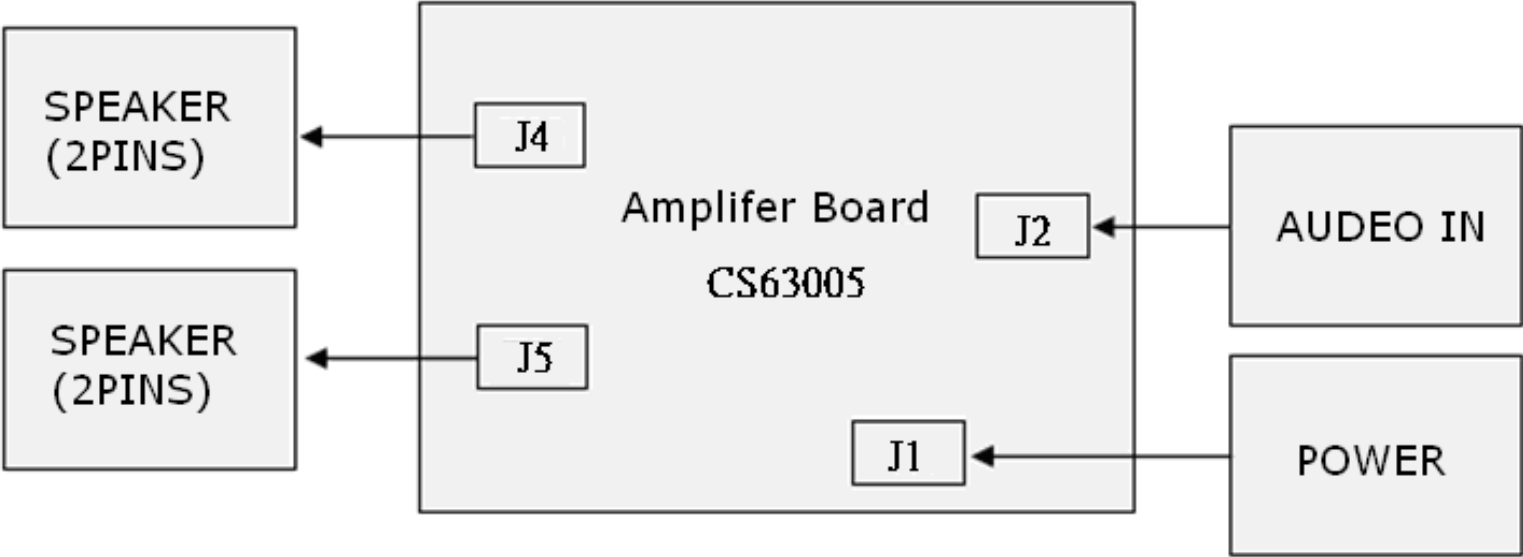 SPEAKER
(2PINS)
J4
Amplifer Board
CS63005
J2
AUDEO IN
SPEAKER
(2PINS)
J5
J1
POWER